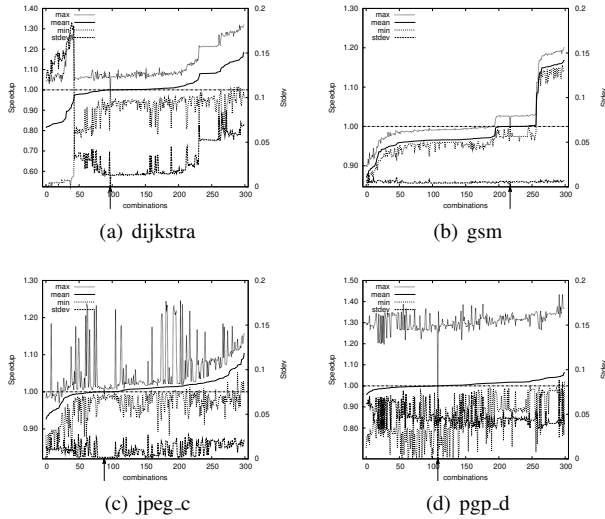 max
mean
min
stdev
1.40
1.30
1.20
1.10
1.00
0.90
0.80
0.70
0.60
Speedup
0.2
0.15
0.1
0.05
0
Stdev
0 50 100 150 200 250 300
combinations
(a) dijkstra
max
mean
min
stdev
1.30
1.20
1.10
1.00
0.90
Speedup
0.2
0.15
0.1
0.05
0
Stdev
0 50 100 150 200 250 300
combinations
(b) gsm
max
mean
min
stdev
1.30
1.20
1.10
1.00
0.90
Speedup
0.2
0.15
0.1
0.05
0
Stdev
0 50 100 150 200 250 300
combinations
(c) jpeg_c
max
mean
min
stdev
1.50
1.40
1.30
1.20
1.10
1.00
0.90
0.80
0.70
Speedup
0.2
0.15
0.1
0.05
0
Stdev
0 50 100 150 200 250 300
combinations
(d) pgp_d